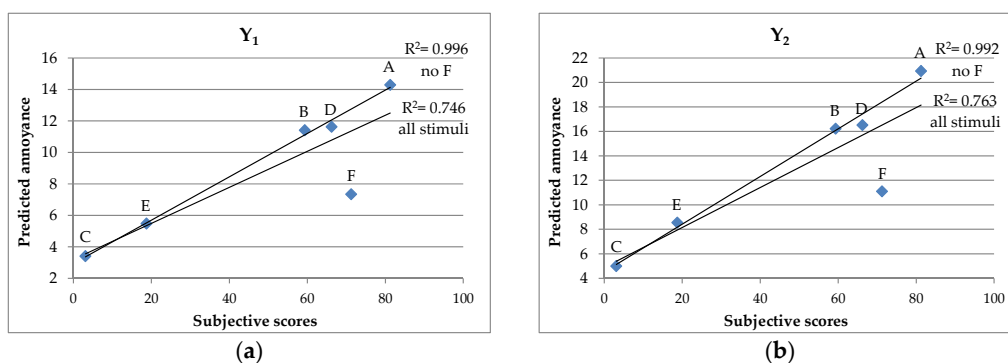 Y1
16
14
12
10
8
6
4
2
Predicted annoyance
R²= 0.996
no F
R²= 0.746
all stimuli
A
B
D
F
E
C
0
20
40
60
80
100
Subjective scores
(a)
Y2
22
20
18
16
14
12
10
8
6
4
Predicted annoyance
R²= 0.992
no F
R²= 0.763
all stimuli
A
B
D
F
E
C
0
20
40
60
80
100
Subjective scores
(b)